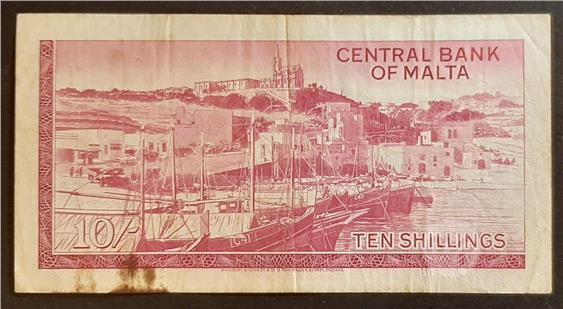 CENTRAL BANK
OF MALTA
10/-
TEN SHILLINGS